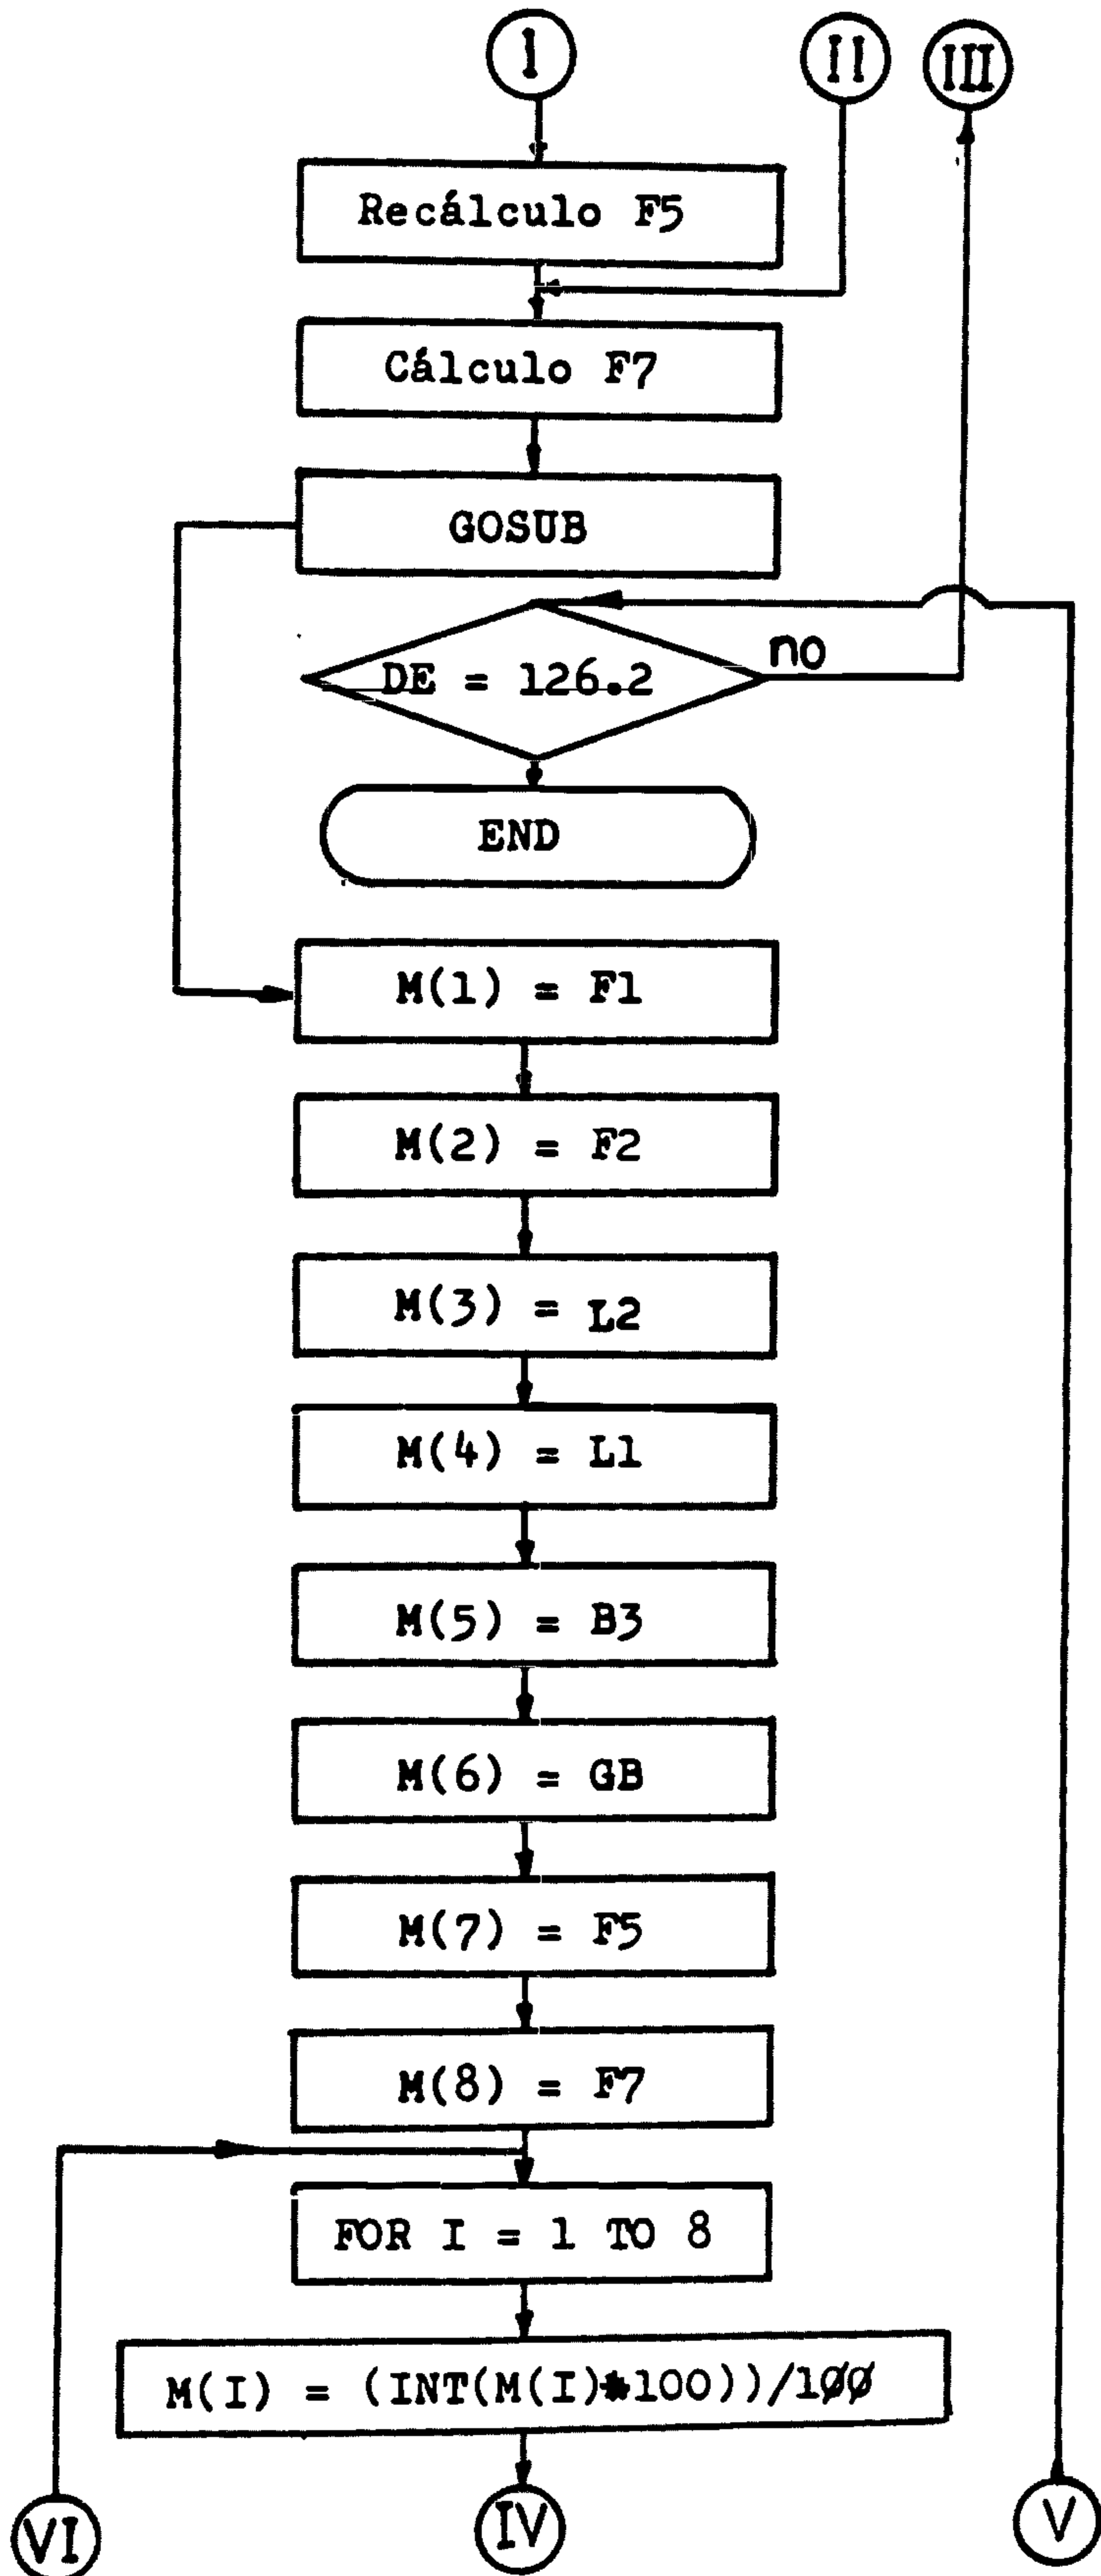 I
II
III
Recálculo F5
Cálculo F7
GOSUB
DE = 126.2
no
END
M(1) = F1
M(2) = F2
M(3) = L2
M(4) = L1
M(5) = B3
M(6) = GB
M(7) = F5
M(8) = F7
FOR I = 1 TO 8
M(I) = (INT(M(I)*100))/1ØØ
VI
IV
V